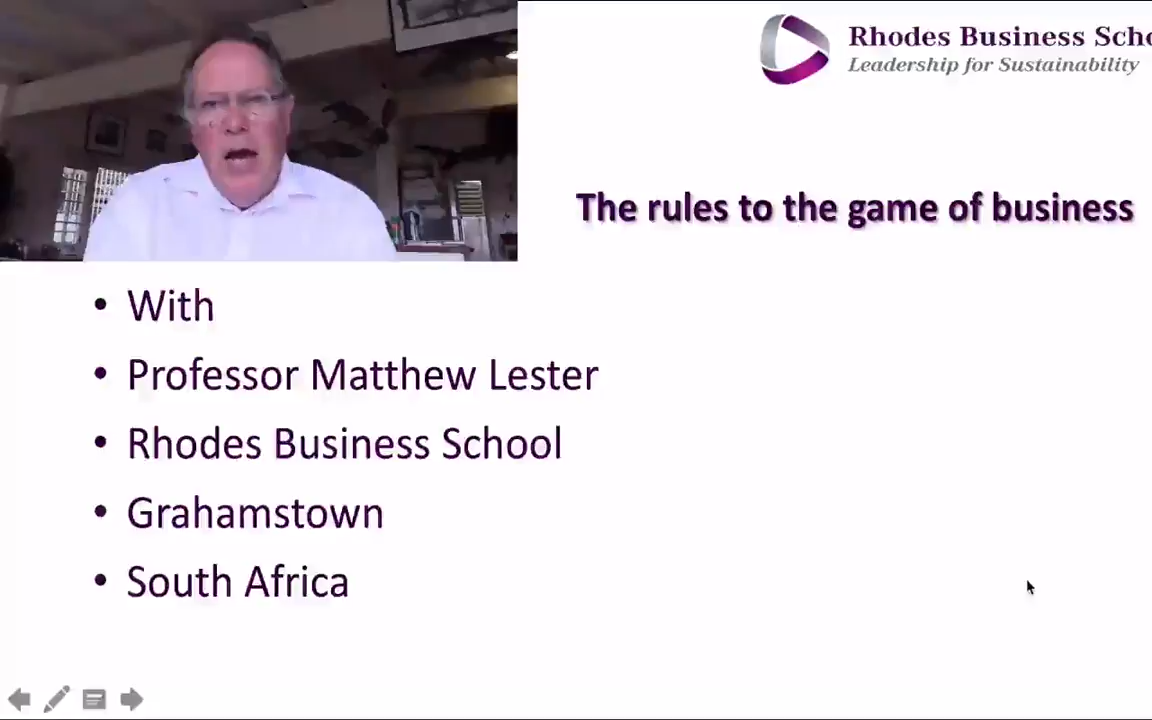 Rhodes Business Scho
Leadership for Sustainability
The rules to the game of business
• With
• Professor Matthew Lester
• Rhodes Business School
• Grahamstown
• South Africa